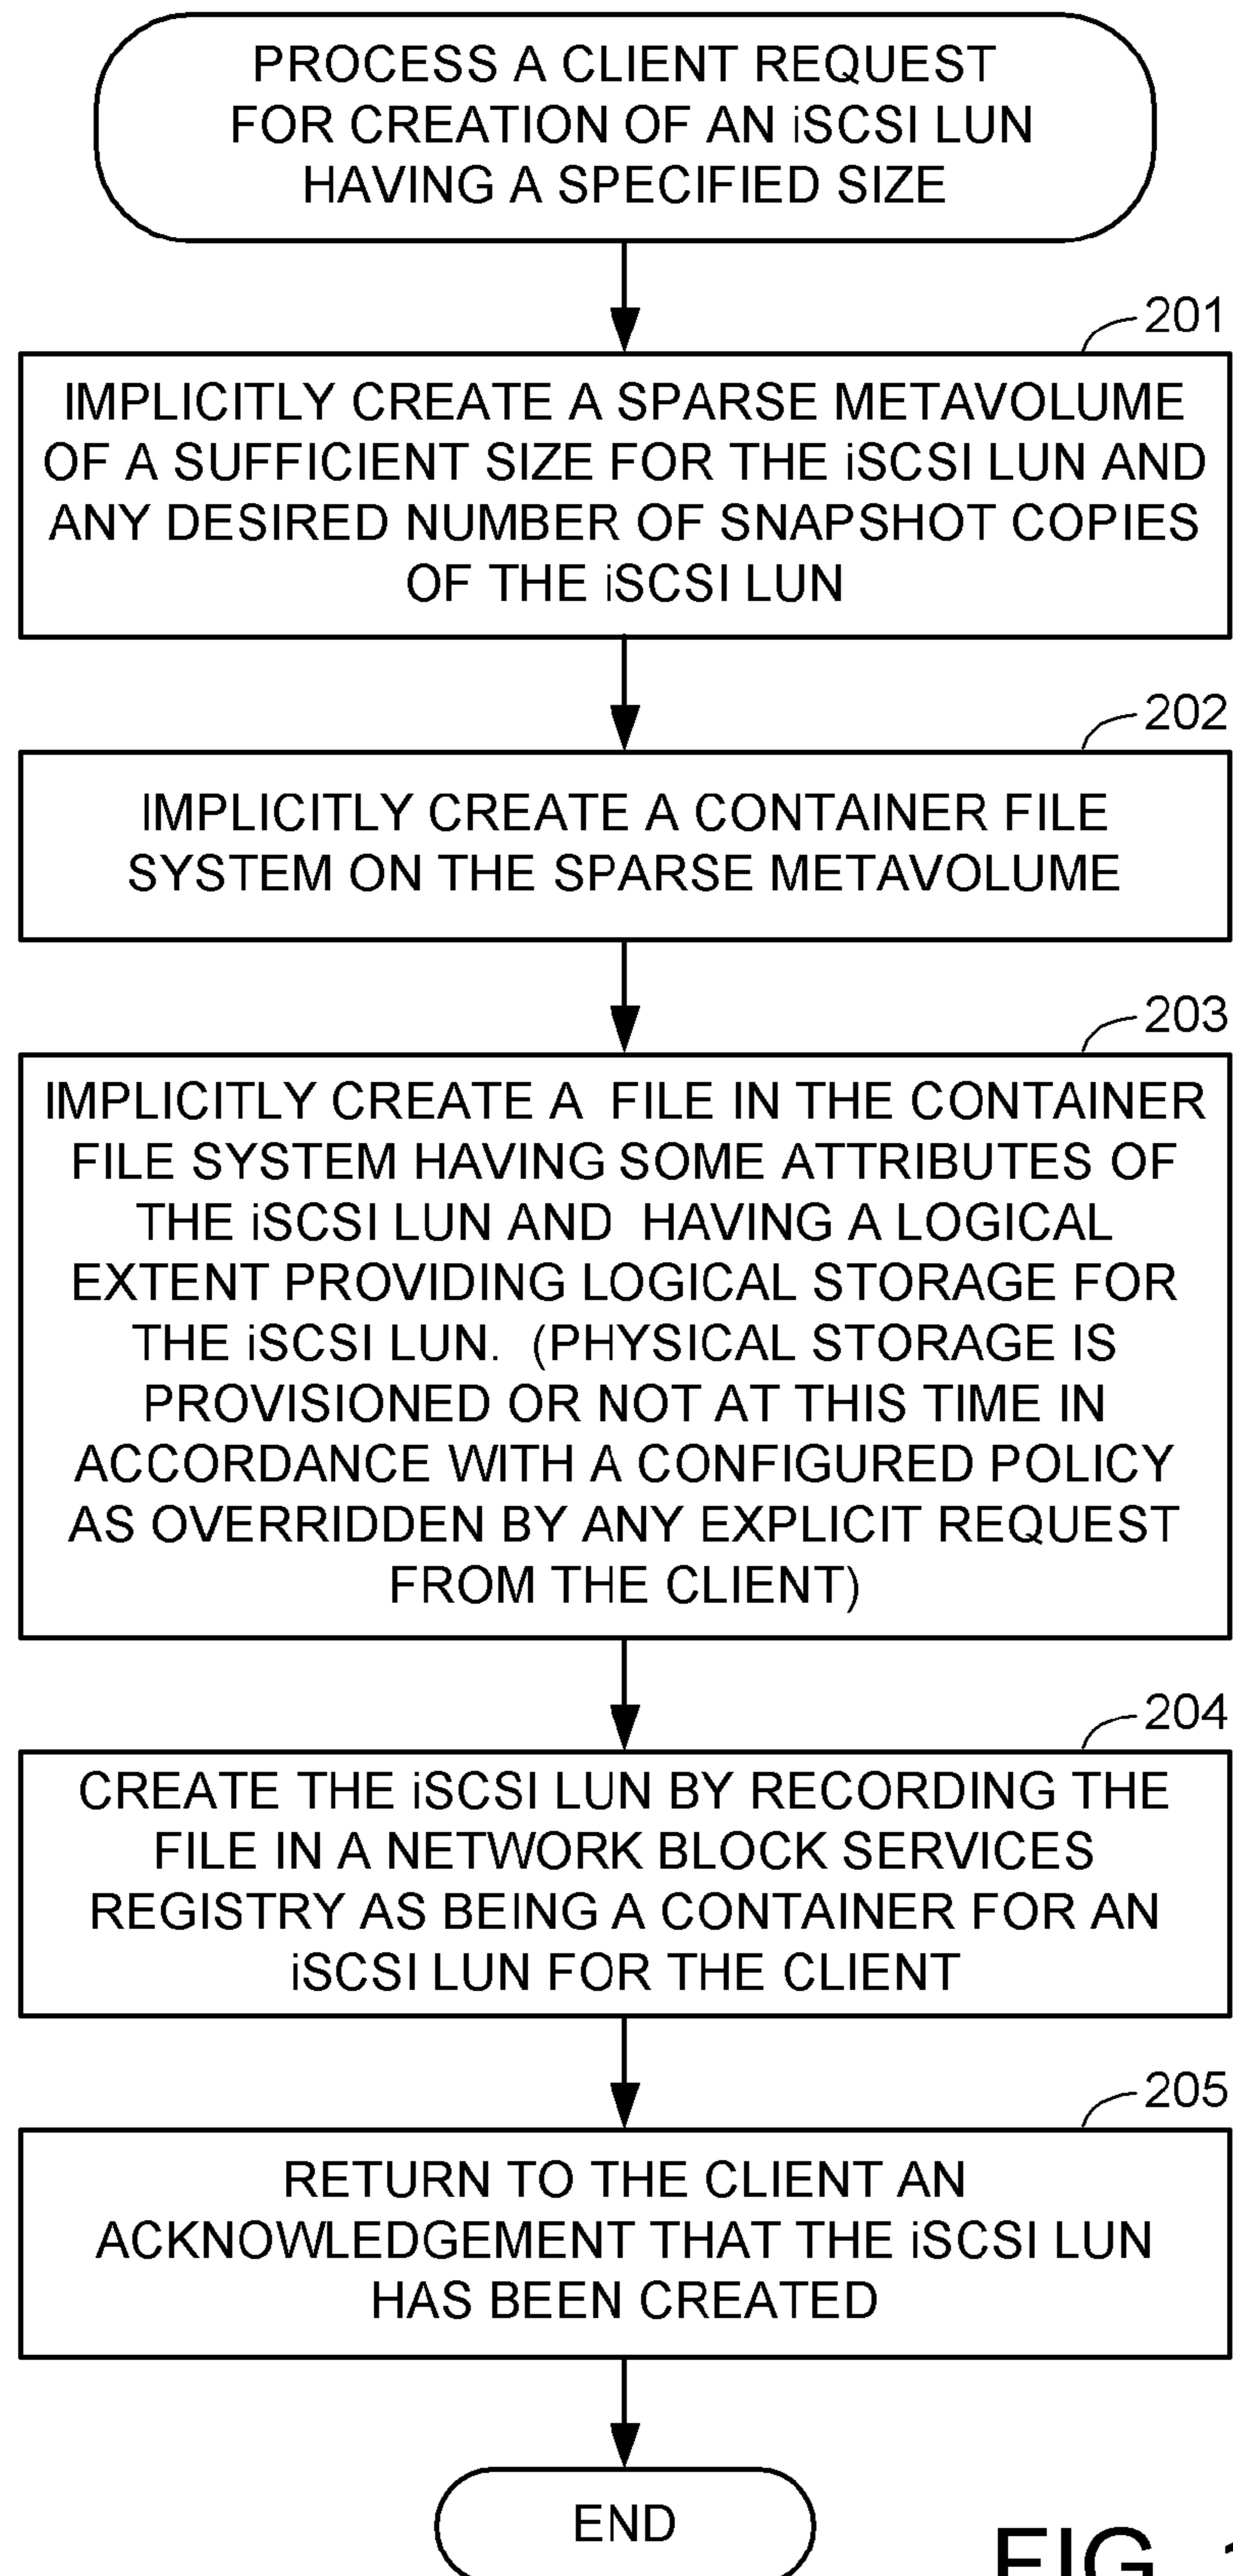 PROCESS A CLIENT REQUEST
FOR CREATION OF AN iSCSI LUN
HAVING A SPECIFIED SIZE
201
IMPLICITLY CREATE A SPARSE METAVOLUME
OF A SUFFICIENT SIZE FOR THE iSCSI LUN AND
ANY DESIRED NUMBER OF SNAPSHOT COPIES
OF THE iSCSI LUN
202
IMPLICITLY CREATE A CONTAINER FILE
SYSTEM ON THE SPARSE METAVOLUME
203
IMPLICITLY CREATE A FILE IN THE CONTAINER
FILE SYSTEM HAVING SOME ATTRIBUTES OF
THE iSCSI LUN AND HAVING A LOGICAL
EXTENT PROVIDING LOGICAL STORAGE FOR
THE iSCSI LUN. (PHYSICAL STORAGE IS
PROVISIONED OR NOT AT THIS TIME IN
ACCORDANCE WITH A CONFIGURED POLICY
AS OVERRIDDEN BY ANY EXPLICIT REQUEST
FROM THE CLIENT)
204
CREATE THE iSCSI LUN BY RECORDING THE
FILE IN A NETWORK BLOCK SERVICES
REGISTRY AS BEING A CONTAINER FOR AN
iSCSI LUN FOR THE CLIENT
205
RETURN TO THE CLIENT AN
ACKNOWLEDGEMENT THAT THE iSCSI LUN
HAS BEEN CREATED
END
FIG.